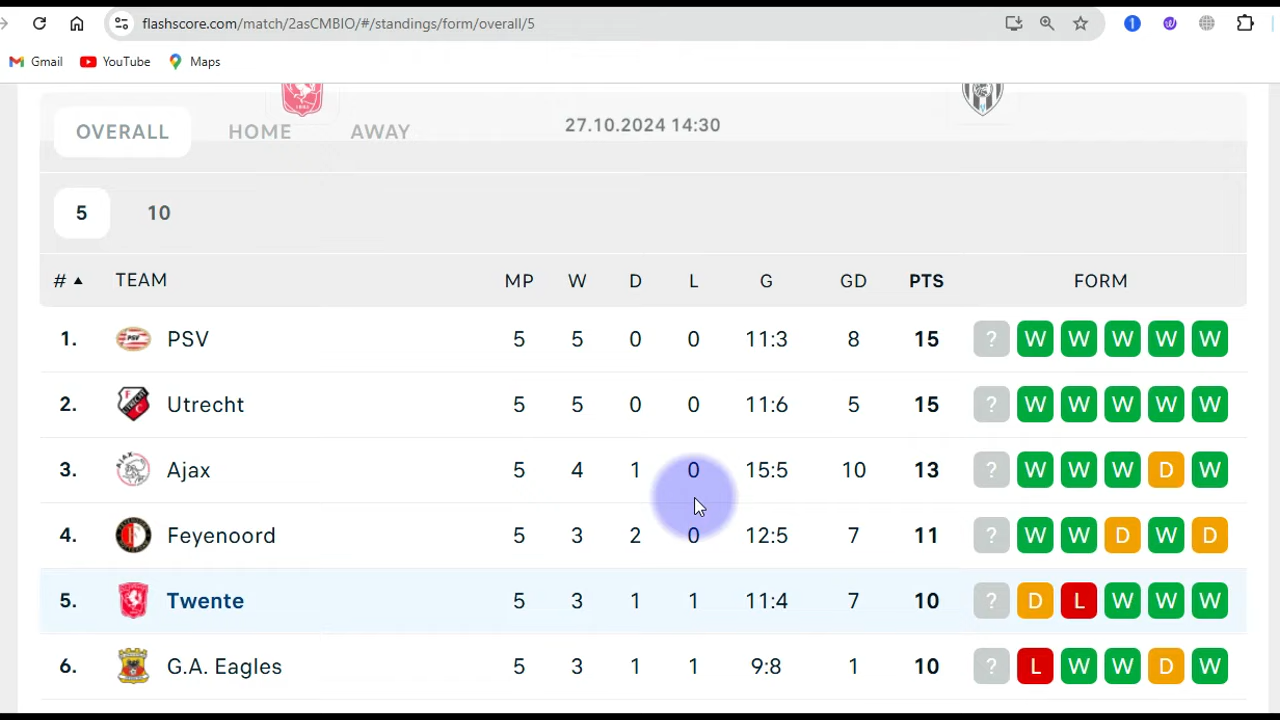 flashscore.com/match/2asCMBIO/#/standings/form/overall/5
Gmail YouTube Maps
OVERALL HOME AWAY 27.10.2024 14:30
5 10
# TEAM MP W D L G GD PTS FORM
1. PSV 5 5 0 0 11:3 8 15 ? W W W W W
2. Utrecht 5 5 0 0 11:6 5 15 ? W W W W W
3. Ajax 5 4 1 0 15:5 10 13 ? W W W D W
4. Feyenoord 5 3 2 0 12:5 7 11 ? W W D W D
5. Twente 5 3 1 1 11:4 7 10 ? D L W W W
6. G.A. Eagles 5 3 1 1 9:8 1 10 ? L W W D W